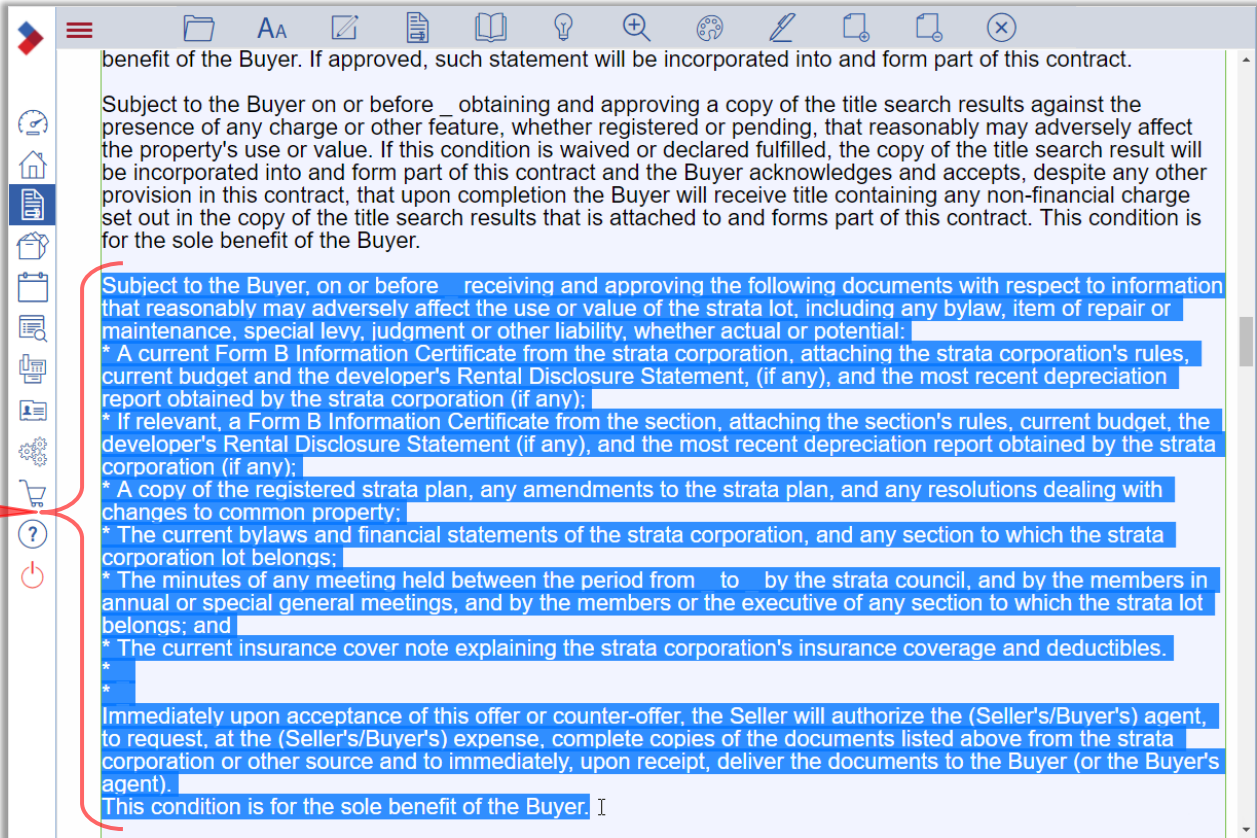 AA
benefit of the Buyer. If approved, such statement will be incorporated into and form part of this contract.
Subject to the Buyer on or before _ obtaining and approving a copy of the title search results against the
presence of any charge or other feature, whether registered or pending, that reasonably may adversely affect
the property's use or value. If this condition is waived or declared fulfilled, the copy of the title search result will
be incorporated into and form part of this contract and the Buyer acknowledges and accepts, despite any other
provision in this contract, that upon completion the Buyer will receive title containing any non-financial charge
set out in the copy of the title search results that is attached to and forms part of this contract. This condition is
for the sole benefit of the Buyer.
Subject to the Buyer, on or before _ receiving and approving the following documents with respect to information
that reasonably may adversely affect the use or value of the strata lot, including any bylaw, item of repair or
maintenance, special levy, judgment or other liability, whether actual or potential:
* A current Form B Information Certificate from the strata corporation, attaching the strata corporation's rules,
current budget and the developer's Rental Disclosure Statement, (if any), and the most recent depreciation
report obtained by the strata corporation (if any);
* If relevant, a Form B Information Certificate from the section, attaching the section's rules, current budget, the
developer's Rental Disclosure Statement (if any), and the most recent depreciation report obtained by the strata
corporation (if any);
* A copy of the registered strata plan, any amendments to the strata plan, and any resolutions dealing with
changes to common property;
* The current bylaws and financial statements of the strata corporation, and any section to which the strata
corporation lot belongs;
* The minutes of any meeting held between the period from _ to _ by the strata council, and by the members in
annual or special general meetings, and by the members or the executive of any section to which the strata lot
belongs; and
* The current insurance cover note explaining the strata corporation's insurance coverage and deductibles.
*
*
Immediately upon acceptance of this offer or counter-offer, the Seller will authorize the (Seller's/Buyer's) agent,
to request, at the (Seller's/Buyer's) expense, complete copies of the documents listed above from the strata
corporation or other source and to immediately, upon receipt, deliver the documents to the Buyer (or the Buyer's
agent).
This condition is for the sole benefit of the Buyer.